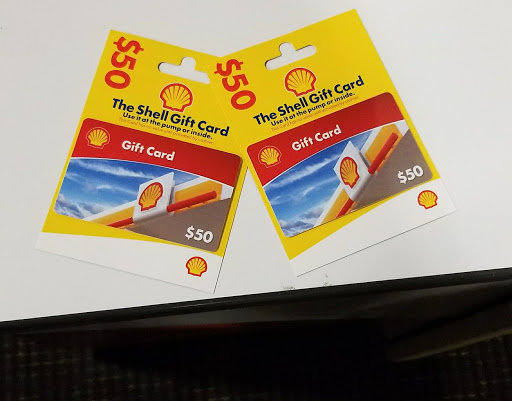 $50
The Shell Gift Card
Use it at the pump or inside.
Gift Card
$50
$50
The Shell Gift Card
Use it at the pump or inside.
Gift Card
$50